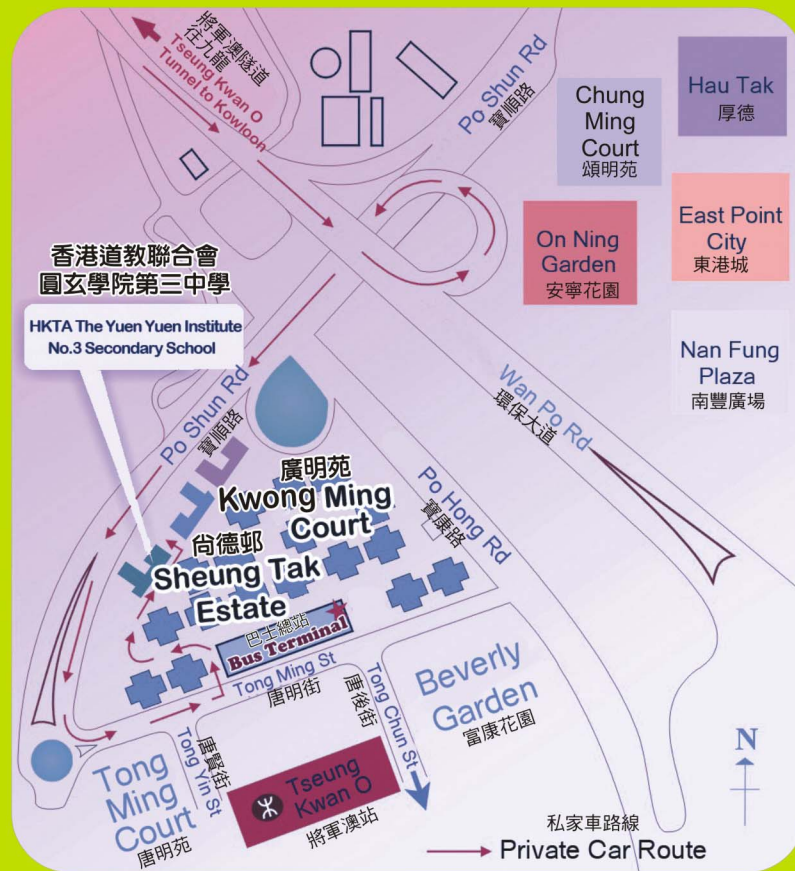 將軍澳隧道
往九龍
Tseung Kwan O
Tunnel to Kowloon
Po Shun Rd
寶順路
Chung
Ming
Court
頌明苑
Hau Tak
厚德
On Ning
Garden
安寧花園
East Point
City
東港城
Nan Fung
Plaza
南豐廣場
香港道教聯合會
圓玄學院第三中學
HKTA The Yuen Yuen Institute
No.3 Secondary School
Po Shun Rd
寶順路
Wan Po Rd
環保大道
廣明苑
Kwong Ming
Court
Po Hong Rd
寶康路
尚德邨
Sheung Tak
Estate
巴士總站
Bus Terminal
Tong Ming St
唐明街
Tong Chun St
唐後街
Beverly
Garden
富康花園
Tong Yin St
唐賢街
Tong
Ming
Court
唐明苑
Tseung
Kwan O
將軍澳站
N
私家車路線
Private Car Route